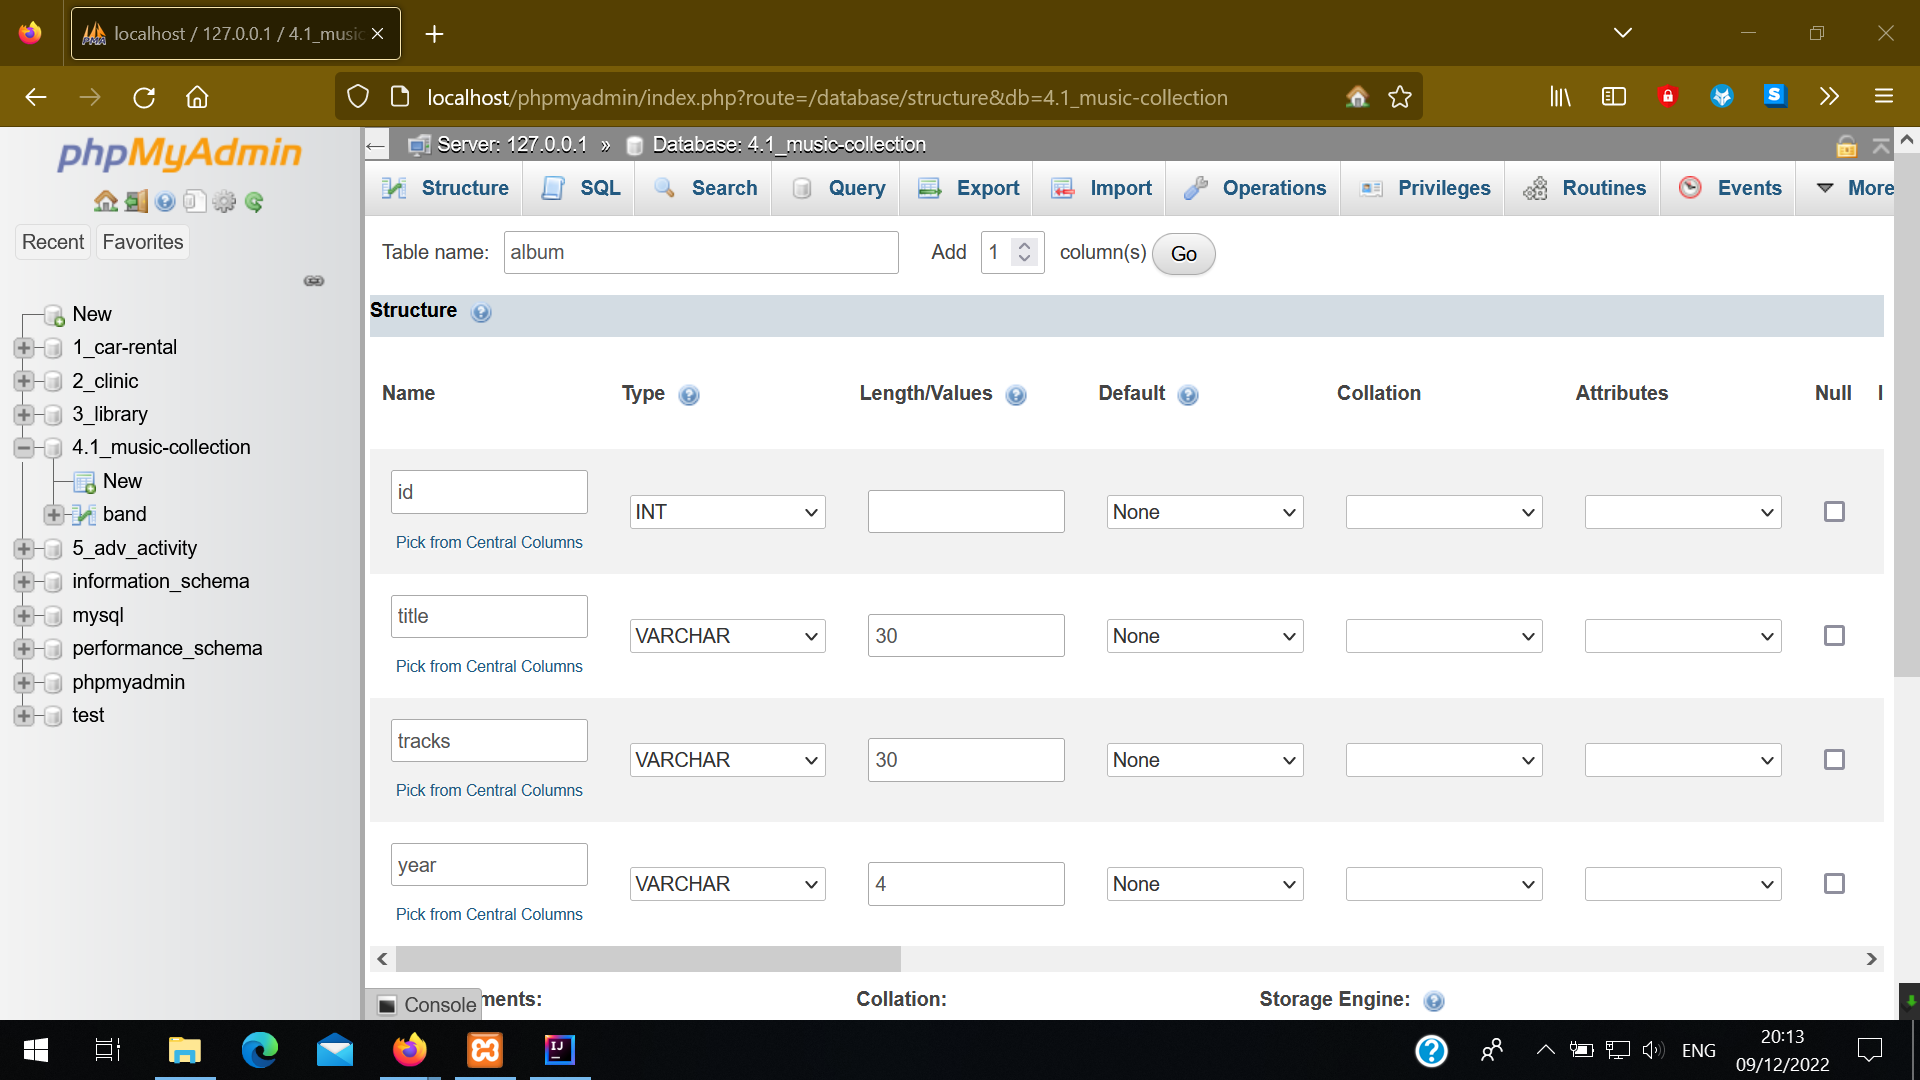 localhost / 127.0.0.1 / 4.1_music
localhost/phpmyadmin/index.php?route=/database/structure&db=4.1_music-collection
phpMyAdmin
Recent
Favorites
New
1_car-rental
2_clinic
3_library
4.1_music-collection
New
band
5_adv_activity
information_schema
mysql
performance_schema
phpmyadmin
test
Server: 127.0.0.1 » Database: 4.1_music-collection
Structure SQL Search Query Export Import Operations Privileges Routines Events More
Table name: album Add 1 column(s) Go
Structure
Name Type Length/Values Default Collation Attributes Null
id INT None
Pick from Central Columns
title VARCHAR 30 None
Pick from Central Columns
tracks VARCHAR 30 None
Pick from Central Columns
year VARCHAR 4 None
Pick from Central Columns
Console ments: Collation: Storage Engine:
ENG
20:13
09/12/2022